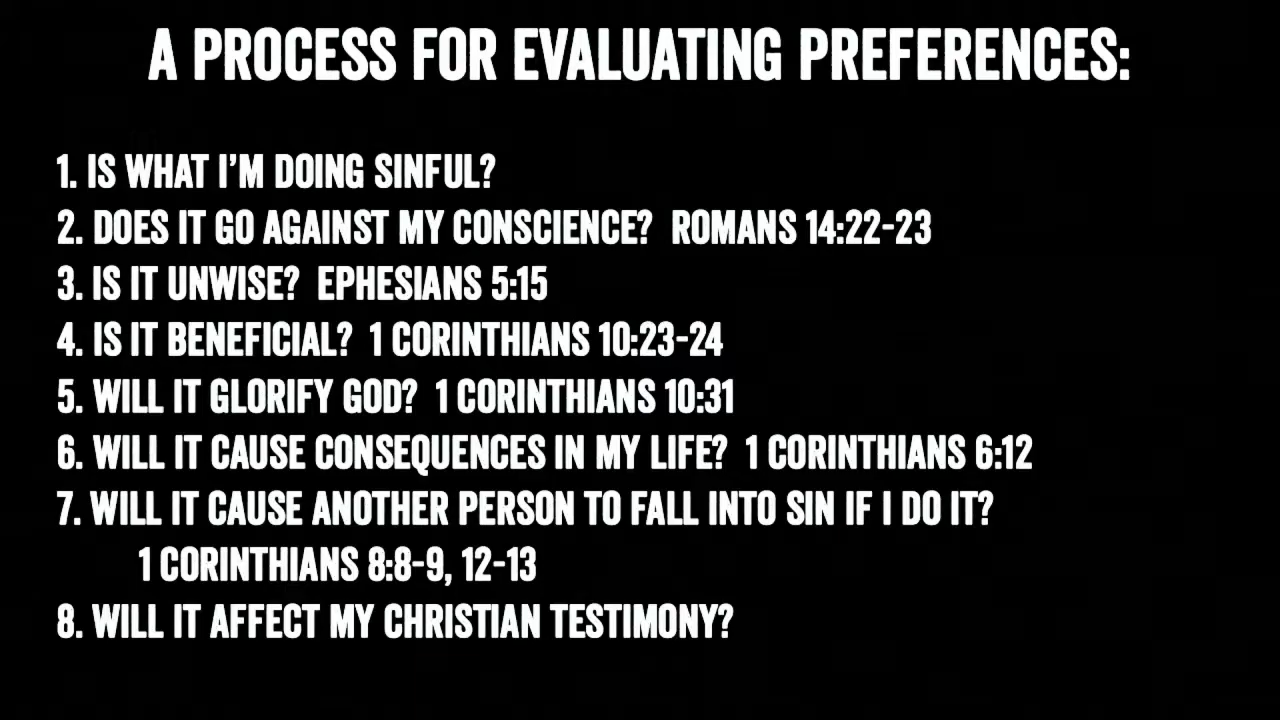 A PROCESS FOR EVALUATING PREFERENCES:
1. IS WHAT I'M DOING SINFUL?
2. DOES IT GO AGAINST MY CONSCIENCE? ROMANS 14:22-23
3. IS IT UNWISE? EPHESIANS 5:15
4. IS IT BENEFICIAL? 1 CORINTHIANS 10:23-24
5. WILL IT GLORIFY GOD? 1 CORINTHIANS 10:31
6. WILL IT CAUSE CONSEQUENCES IN MY LIFE? 1 CORINTHIANS 6:12
7. WILL IT CAUSE ANOTHER PERSON TO FALL INTO SIN IF I DO IT?
1 CORINTHIANS 8:8-9, 12-13
8. WILL IT AFFECT MY CHRISTIAN TESTIMONY?